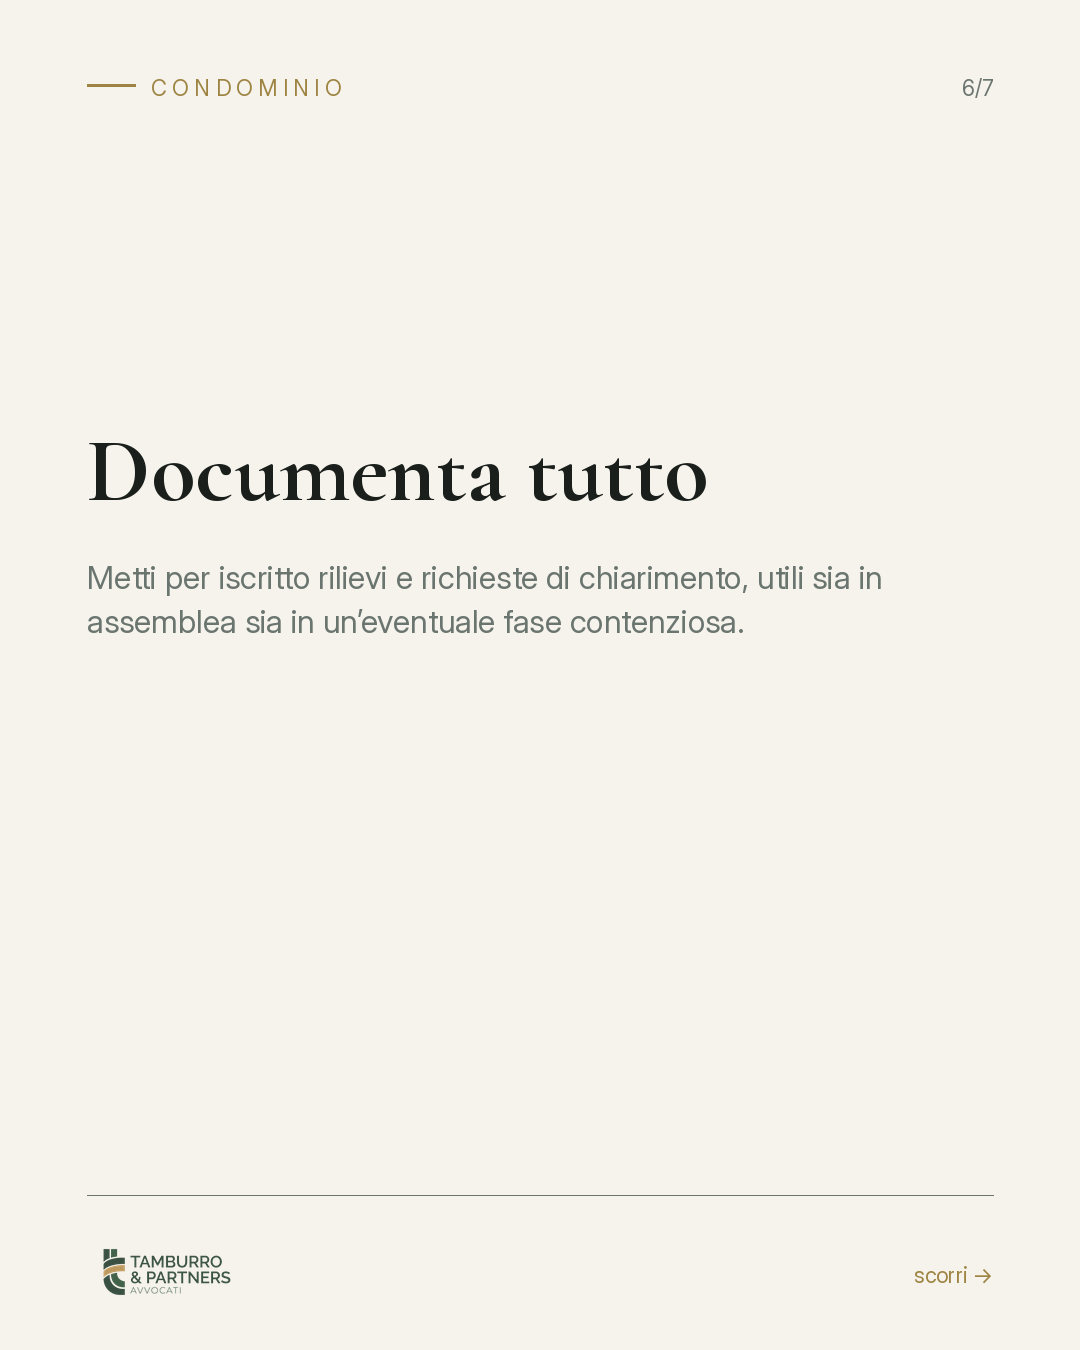 CONDOMINIO
6/7
Documenta tutto
Metti per iscritto rilievi e richieste di chiarimento, utili sia in
assemblea sia in un’eventuale fase contenziosa.
TAMBURRO
& PARTNERS
AVVOCATI
scorri →